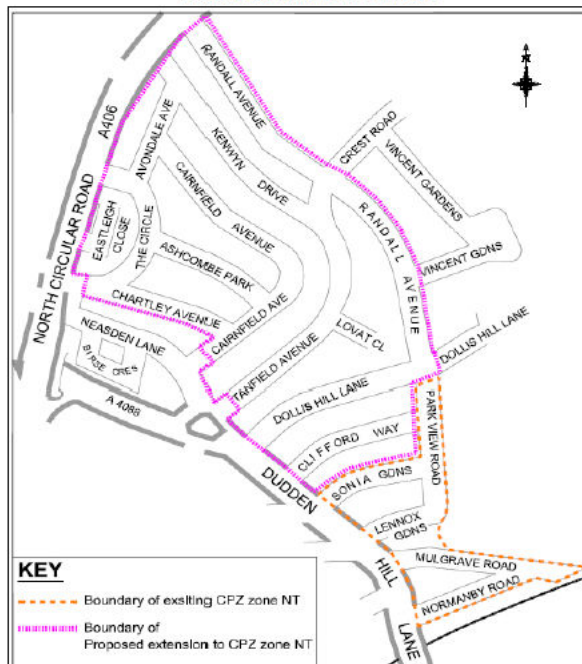 RANDALL AVENUE
A406
CREST ROAD
AVONDALE AVE
KENWYN DRIVE
VINCENT GARDENS
CAIRNFIELD AVENUE
RANDALL AVENUE
NORTH CIRCULAR ROAD
EASTLEIGH CLOSE
THE CIRCLE
ASHCOMBE PARK
VINCENT GDNS
CHARTLEY AVENUE
CAIRNFIELD AVE
NEASDEN LANE
LOVAT CL
DOLLIS HILL LANE
BIRSE CRES
TANFIELD AVENUE
A 4088
DOLLIS HILL LANE
PARK VIEW ROAD
CLIFFORD WAY
DUDDEN HILL LANE
SONIA GDNS
LENNOX GDNS
MULGRAVE ROAD
NORMANBY ROAD
KEY
Boundary of exsiting CPZ zone NT
Boundary of
Proposed extension to CPZ zone NT